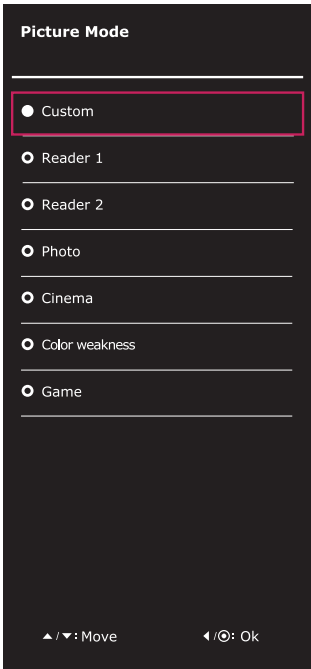 Picture Mode
Custom
Reader 1
Reader 2
Photo
Cinema
Color weakness
Game
▲/▼: Move ◀/◉: Ok